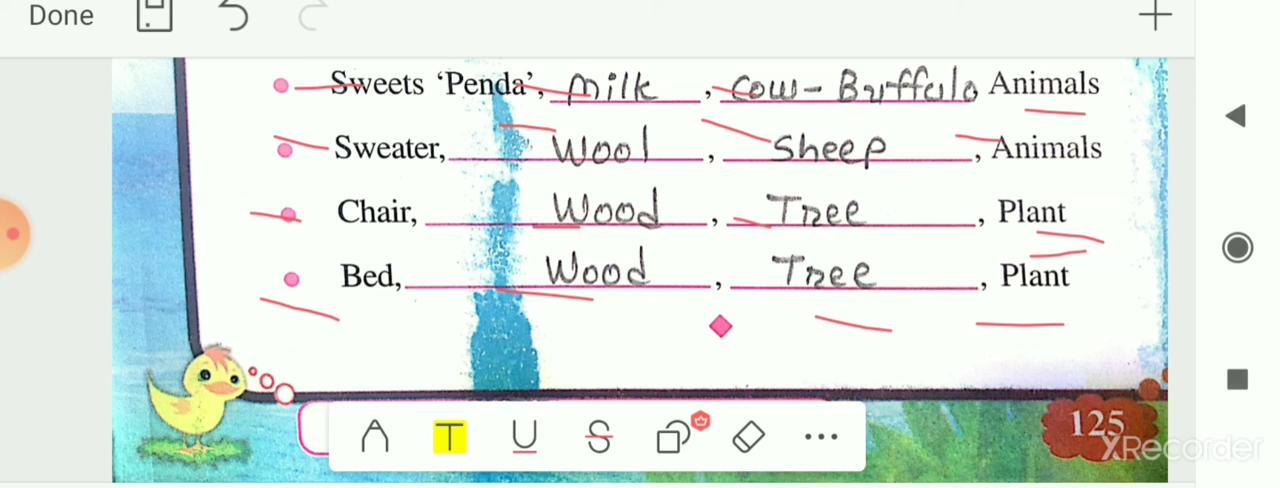 Done
Sweets 'Penda', Milk, Cow-Buffalo Animals
Sweater, Wool, Sheep, Animals
Chair, Wood, Tree, Plant
Bed, Wood, Tree, Plant
T U S
125
XRecorder